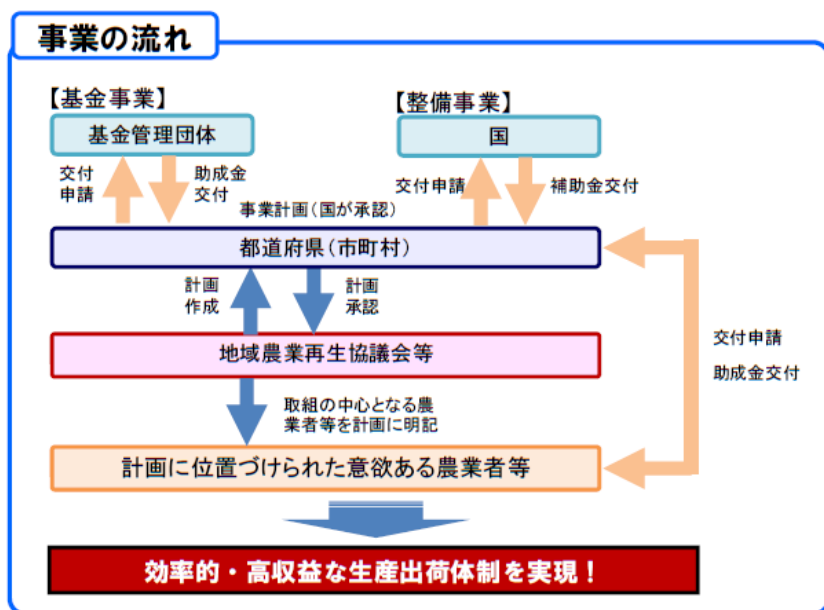 事業の流れ
【基金事業】
【整備事業】
基金管理団体
国
交付
申請
助成金
交付
交付申請
補助金交付
事業計画(国が承認)
都道府県(市町村)
計画
作成
計画
承認
交付申請
助成金交付
地域農業再生協議会等
取組の中心となる農
業者等を計画に明記
計画に位置づけられた意欲ある農業者等
効率的・高収益な生産出荷体制を実現!